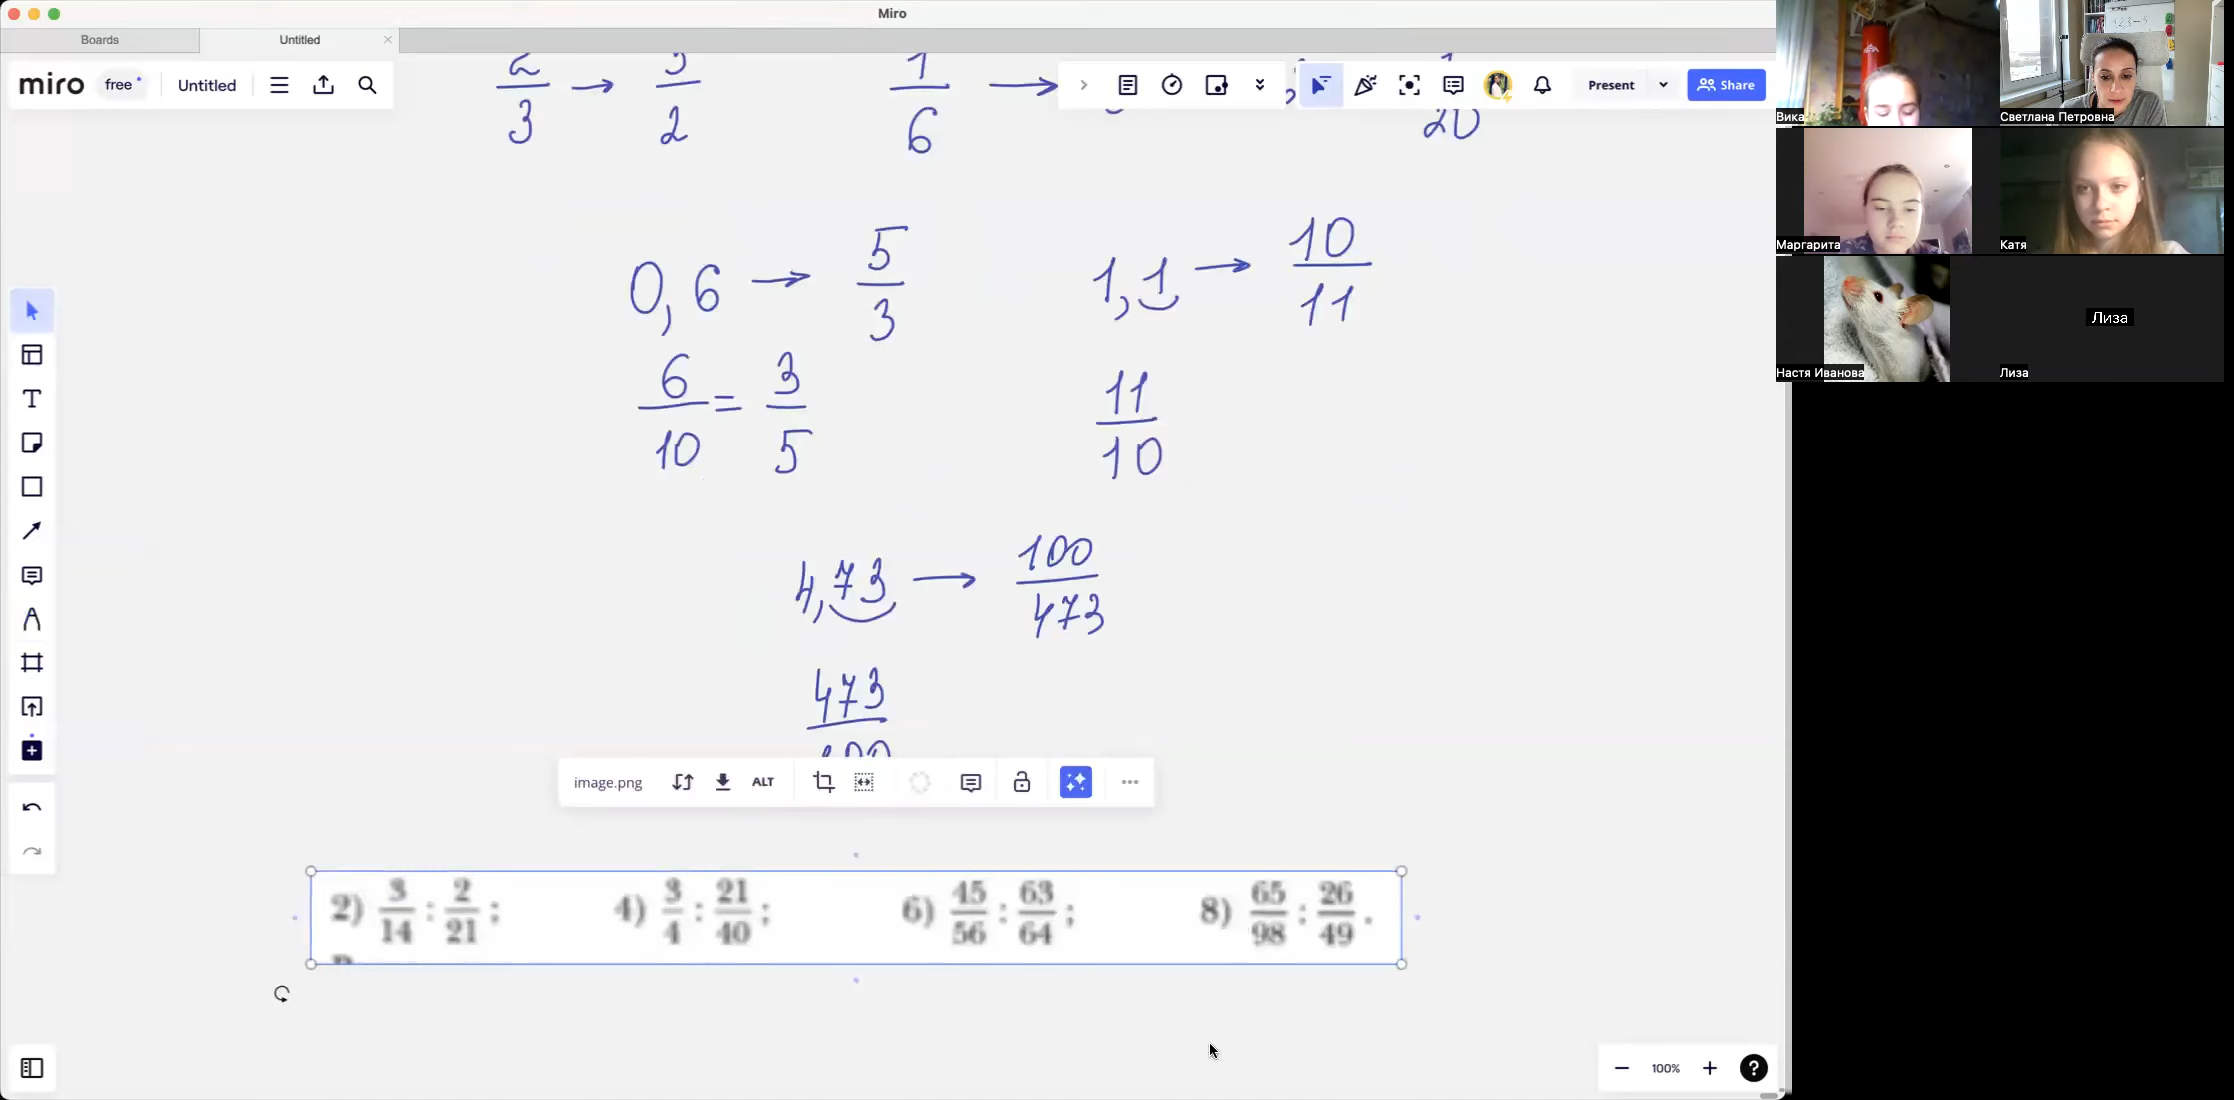 Miro
Boards
Untitled
miro free Untitled
Present
Share
2/3 → 3/2
1/6 →
20
0,6 → 5/3
1,1 → 10/11
6/10 = 3/5
11/10
4,73 → 100/473
473/100
image.png
ALT
2) 3/14 : 2/21 ;
4) 3/4 : 21/40 ;
6) 45/56 : 63/64 ;
8) 65/98 : 26/49 .
100%
?
Вика
Светлана Петровна
Маргарита
Катя
Настя Иванова
Лиза
Лиза